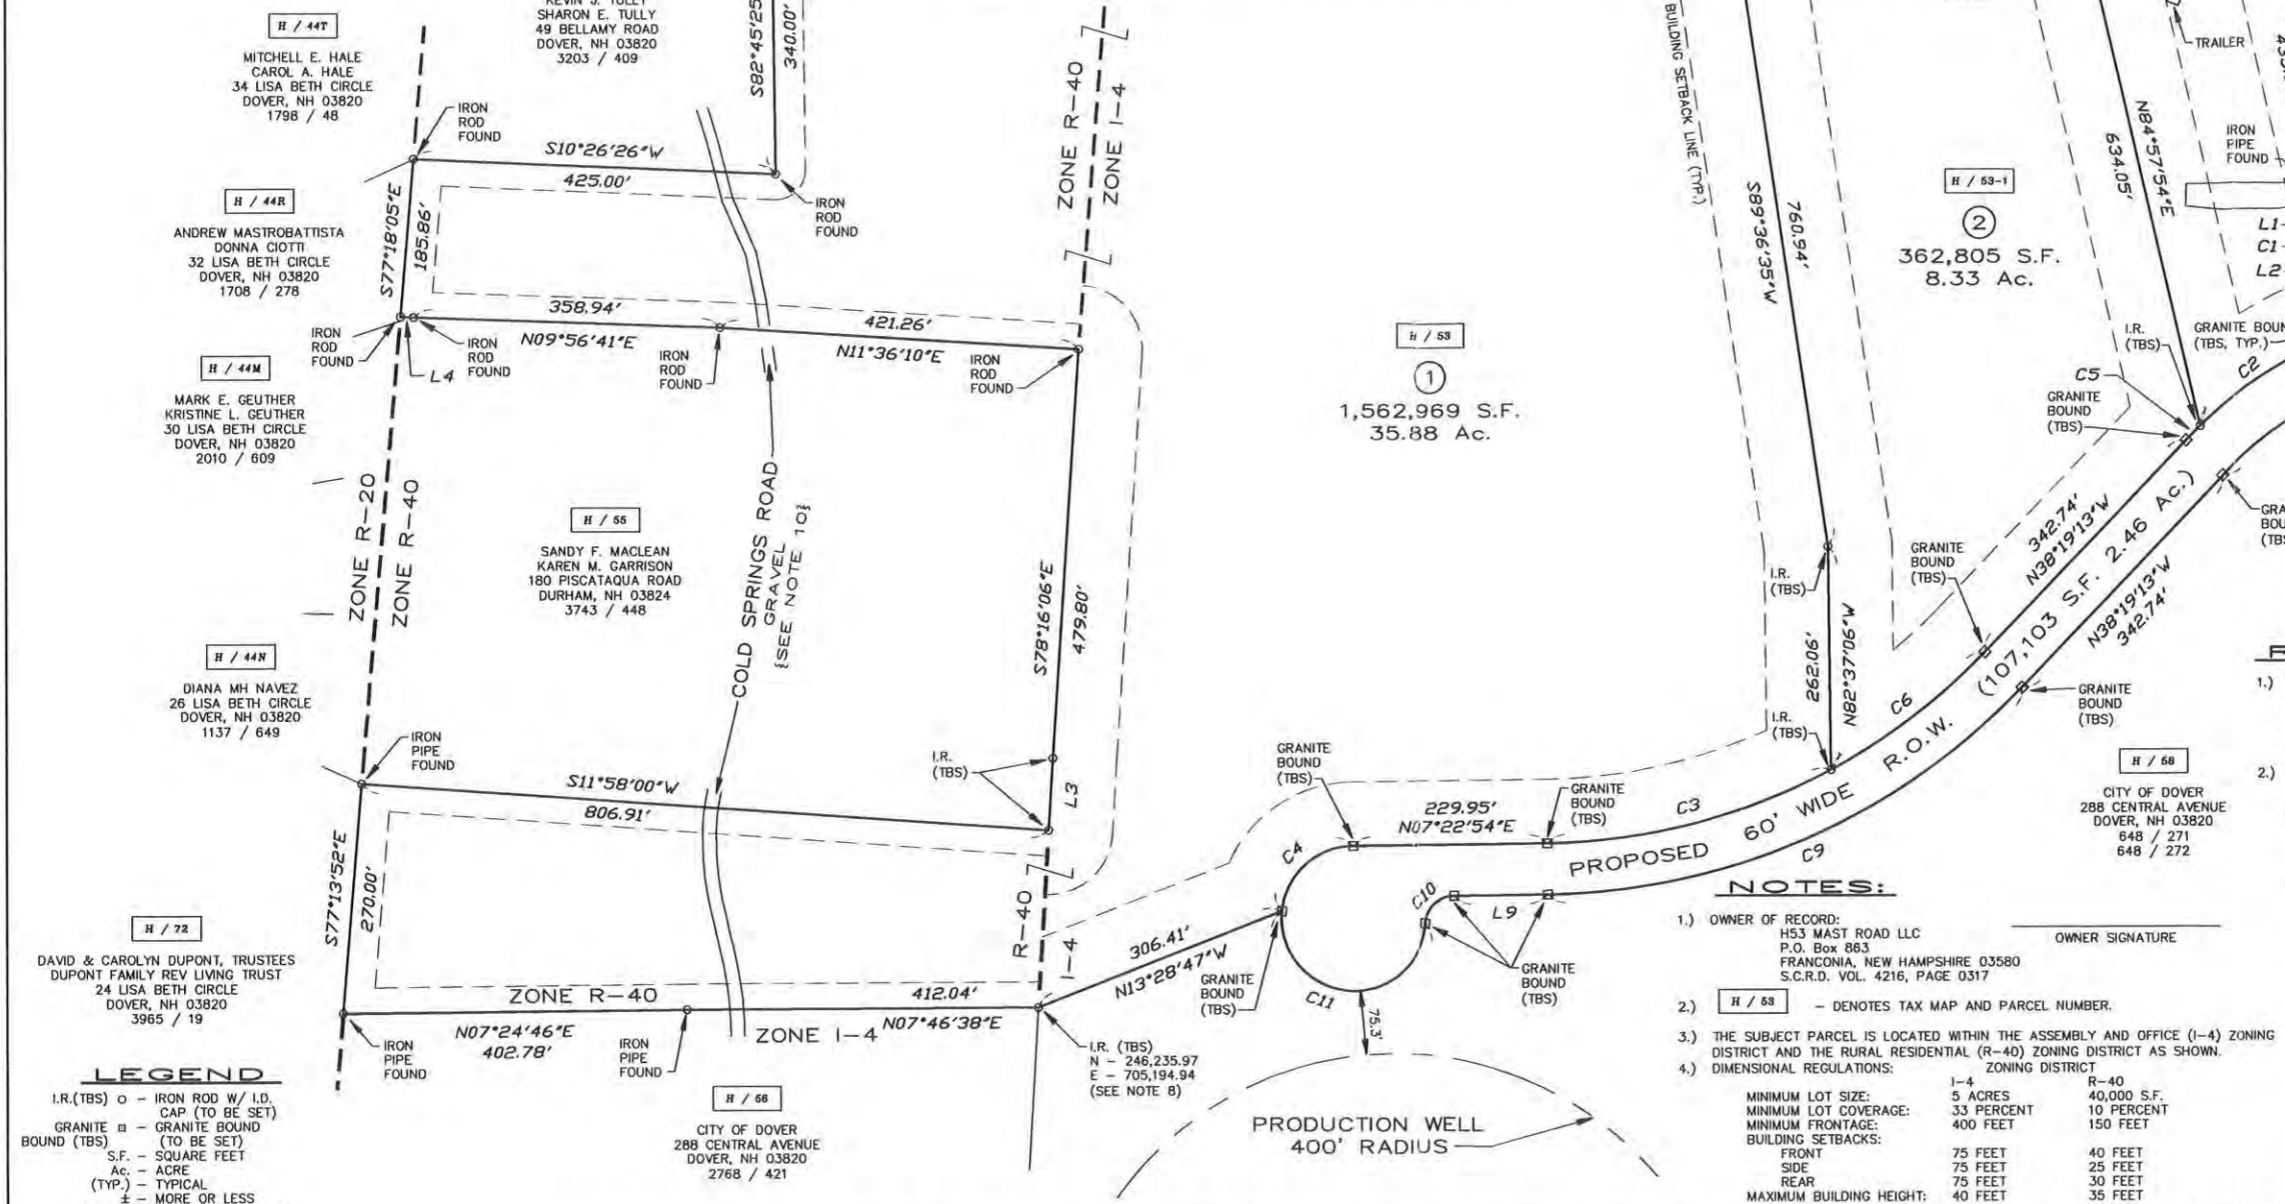 H / 44T
MITCHELL E. HALE
CAROL A. HALE
34 LISA BETH CIRCLE
DOVER, NH 03820
1798 / 48
KEVIN J. TULLY
SHARON E. TULLY
49 BELLAMY ROAD
DOVER, NH 03820
3203 / 409
S82°45'25
340.00'
IRON
ROD
FOUND
S10°26'26"W
425.00'
IRON
ROD
FOUND
H / 44R
ANDREW MASTROBATTISTA
DONNA CIOTTI
32 LISA BETH CIRCLE
DOVER, NH 03820
1708 / 278
S77°18'05"E
185.86'
ZONE R-40
ZONE I-4
358.94'
N09°56'41"E
421.26'
N11°36'10"E
IRON
ROD
FOUND
L4
IRON
ROD
FOUND
IRON
ROD
FOUND
IRON
ROD
FOUND
H / 44M
MARK E. GEUTHER
KRISTINE L. GEUTHER
30 LISA BETH CIRCLE
DOVER, NH 03820
2010 / 609
ZONE R-20
ZONE R-40
H / 55
SANDY F. MACLEAN
KAREN M. GARRISON
180 PISCATAQUA ROAD
DURHAM, NH 03824
3743 / 448
COLD SPRINGS ROAD
GRAVEL
{SEE NOTE 10}
S78°16'06"E
479.80'
H / 44N
DIANA MH NAVEZ
26 LISA BETH CIRCLE
DOVER, NH 03820
1137 / 649
IRON
PIPE
FOUND
S11°58'00"W
806.91'
I.R.
(TBS)
L3
S77°13'52"E
270.00'
R-40
I-4
H / 72
DAVID & CAROLYN DUPONT, TRUSTEES
DUPONT FAMILY REV LIVING TRUST
24 LISA BETH CIRCLE
DOVER, NH 03820
3965 / 19
ZONE R-40
412.04'
N07°24'46"E
402.78'
ZONE I-4
N07°46'38"E
IRON
PIPE
FOUND
IRON
PIPE
FOUND
I.R. (TBS)
N - 246,235.97
E - 705,194.94
(SEE NOTE 8)
H / 66
CITY OF DOVER
288 CENTRAL AVENUE
DOVER, NH 03820
2768 / 421
LEGEND
I.R.(TBS) o - IRON ROD W/ I.D.
CAP (TO BE SET)
GRANITE - GRANITE BOUND
BOUND (TBS) (TO BE SET)
S.F. - SQUARE FEET
Ac. - ACRE
(TYP.) - TYPICAL
± - MORE OR LESS
BUILDING SETBACK LINE (TYP.)
S89°36'35"W
760.94'
H / 53
1
1,562,969 S.F.
35.88 Ac.
H / 53-1
2
362,805 S.F.
8.33 Ac.
N84°57'54"E
634.05'
TRAILER
IRON
PIPE
FOUND
L1
C1
L2
I.R.
(TBS)
GRANITE BOUN
(TBS, TYP.)
C2
C5
GRANITE
BOUND
(TBS)
342.74'
N38°19'13"W
(107,103 S.F. 2.46 Ac.)
N38°19'13"W
342.74'
GRA
BOU
(TBS
GRANITE
BOUND
(TBS)
I.R.
(TBS)
262.06'
N82°37'06"W
I.R.
(TBS)
C6
GRANITE
BOUND
(TBS)
1.)
2.)
H / 68
CITY OF DOVER
288 CENTRAL AVENUE
DOVER, NH 03820
648 / 271
648 / 272
GRANITE
BOUND
(TBS)
229.95'
N07°22'54"E
GRANITE
BOUND
(TBS)
C3
PROPOSED 60' WIDE R.O.W.
C9
C4
C10
L9
306.41'
N13°28'47"W
GRANITE
BOUND
(TBS)
C11
GRANITE
BOUND
(TBS)
75.3'
PRODUCTION WELL
400' RADIUS
NOTES:
1.) OWNER OF RECORD:
H53 MAST ROAD LLC
P.O. Box 863
FRANCONIA, NEW HAMPSHIRE 03580
S.C.R.D. VOL. 4216, PAGE 0317
OWNER SIGNATURE
2.) H / 53 - DENOTES TAX MAP AND PARCEL NUMBER.
3.) THE SUBJECT PARCEL IS LOCATED WITHIN THE ASSEMBLY AND OFFICE (I-4) ZONING
DISTRICT AND THE RURAL RESIDENTIAL (R-40) ZONING DISTRICT AS SHOWN.
4.) DIMENSIONAL REGULATIONS: ZONING DISTRICT
I-4 R-40
MINIMUM LOT SIZE: 5 ACRES 40,000 S.F.
MINIMUM LOT COVERAGE: 33 PERCENT 10 PERCENT
MINIMUM FRONTAGE: 400 FEET 150 FEET
BUILDING SETBACKS:
FRONT 75 FEET 40 FEET
SIDE 75 FEET 25 FEET
REAR 75 FEET 30 FEET
MAXIMUM BUILDING HEIGHT: 40 FEET 35 FEET